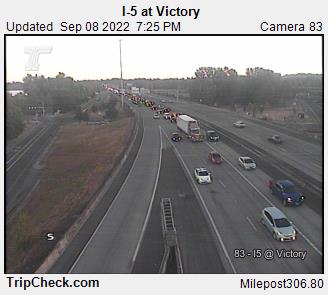 I-5 at Victory
Updated Sep 08 2022 7:25 PM Camera 83
S
83 - I5 @ Victory
TripCheck.com Milepost306.80